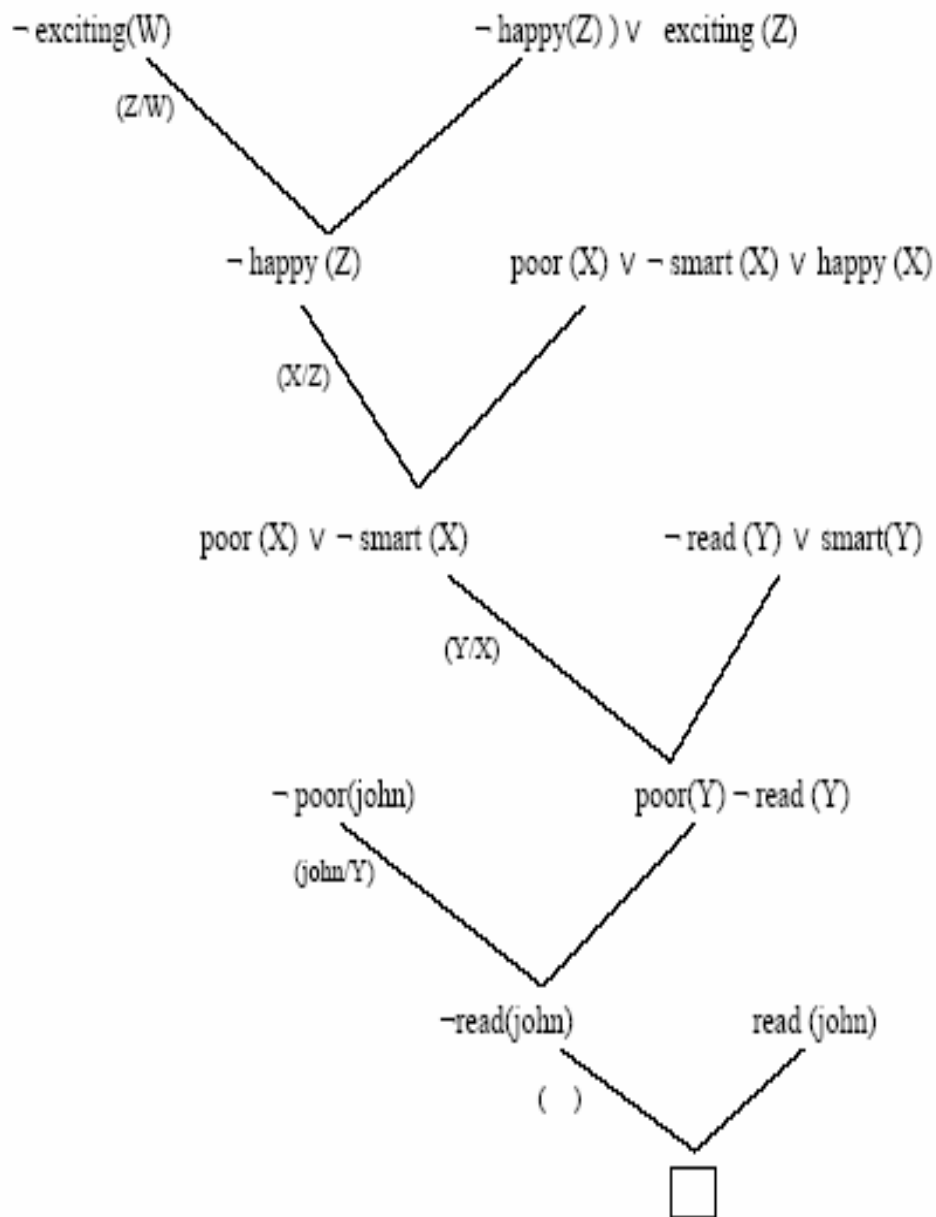 ¬ exciting(W) ¬ happy(Z) ) ∨ exciting (Z)
(Z/W)
¬ happy (Z) poor (X) ∨ ¬ smart (X) ∨ happy (X)
(X/Z)
poor (X) ∨ ¬ smart (X) ¬ read (Y) ∨ smart(Y)
(Y/X)
¬ poor(john) poor(Y) ¬ read (Y)
(john/Y)
¬read(john) read (john)
( )